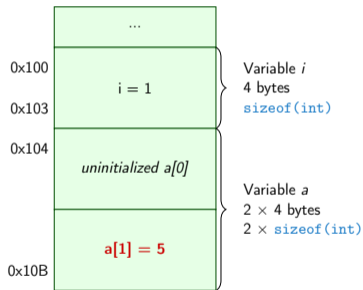 ...
0x100
i = 1
0x103
Variable i
4 bytes
sizeof(int)
0x104
uninitialized a[0]
a[1] = 5
0x10B
Variable a
2 × 4 bytes
2 × sizeof(int)